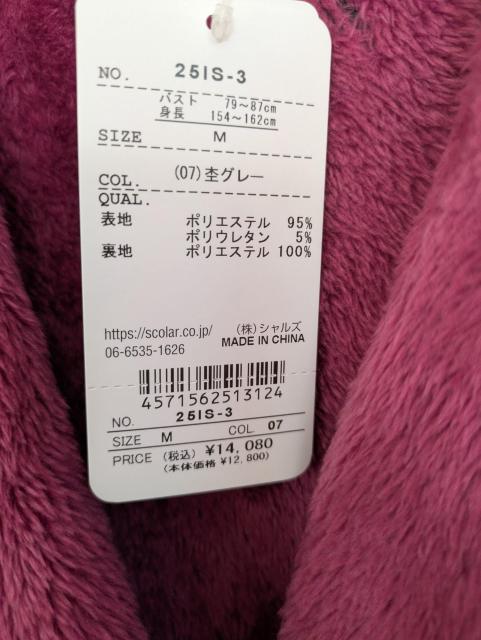 NO. 25IS-3
バスト 79〜87cm
身長 154〜162cm
SIZE M
COL. (07)杢グレー
QUAL.
表地 ポリエステル 95%
ポリウレタン 5%
裏地 ポリエステル 100%
https://scolar.co.jp/ (株)シャルズ
06-6535-1626 MADE IN CHINA
4571562513124
NO. 25IS-3
SIZE M COL. 07
PRICE (税込) ¥14,080
(本体価格 ¥12,800)